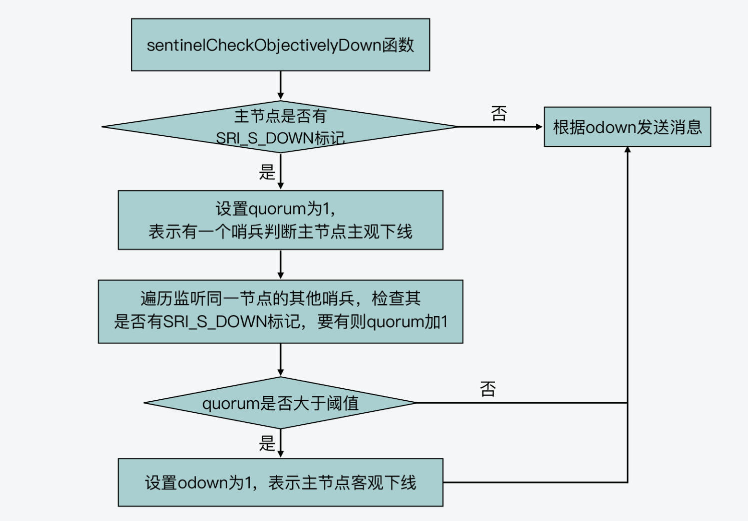 sentinelCheckObjectivelyDown函数
主节点是否有
SRI_S_DOWN标记
否
根据odown发送消息
是
设置quorum为1，
表示有一个哨兵判断主节点主观下线
遍历监听同一节点的其他哨兵，检查其
是否有SRI_S_DOWN标记，要有则quorum加1
quorum是否大于阈值
否
是
设置odown为1，表示主节点客观下线